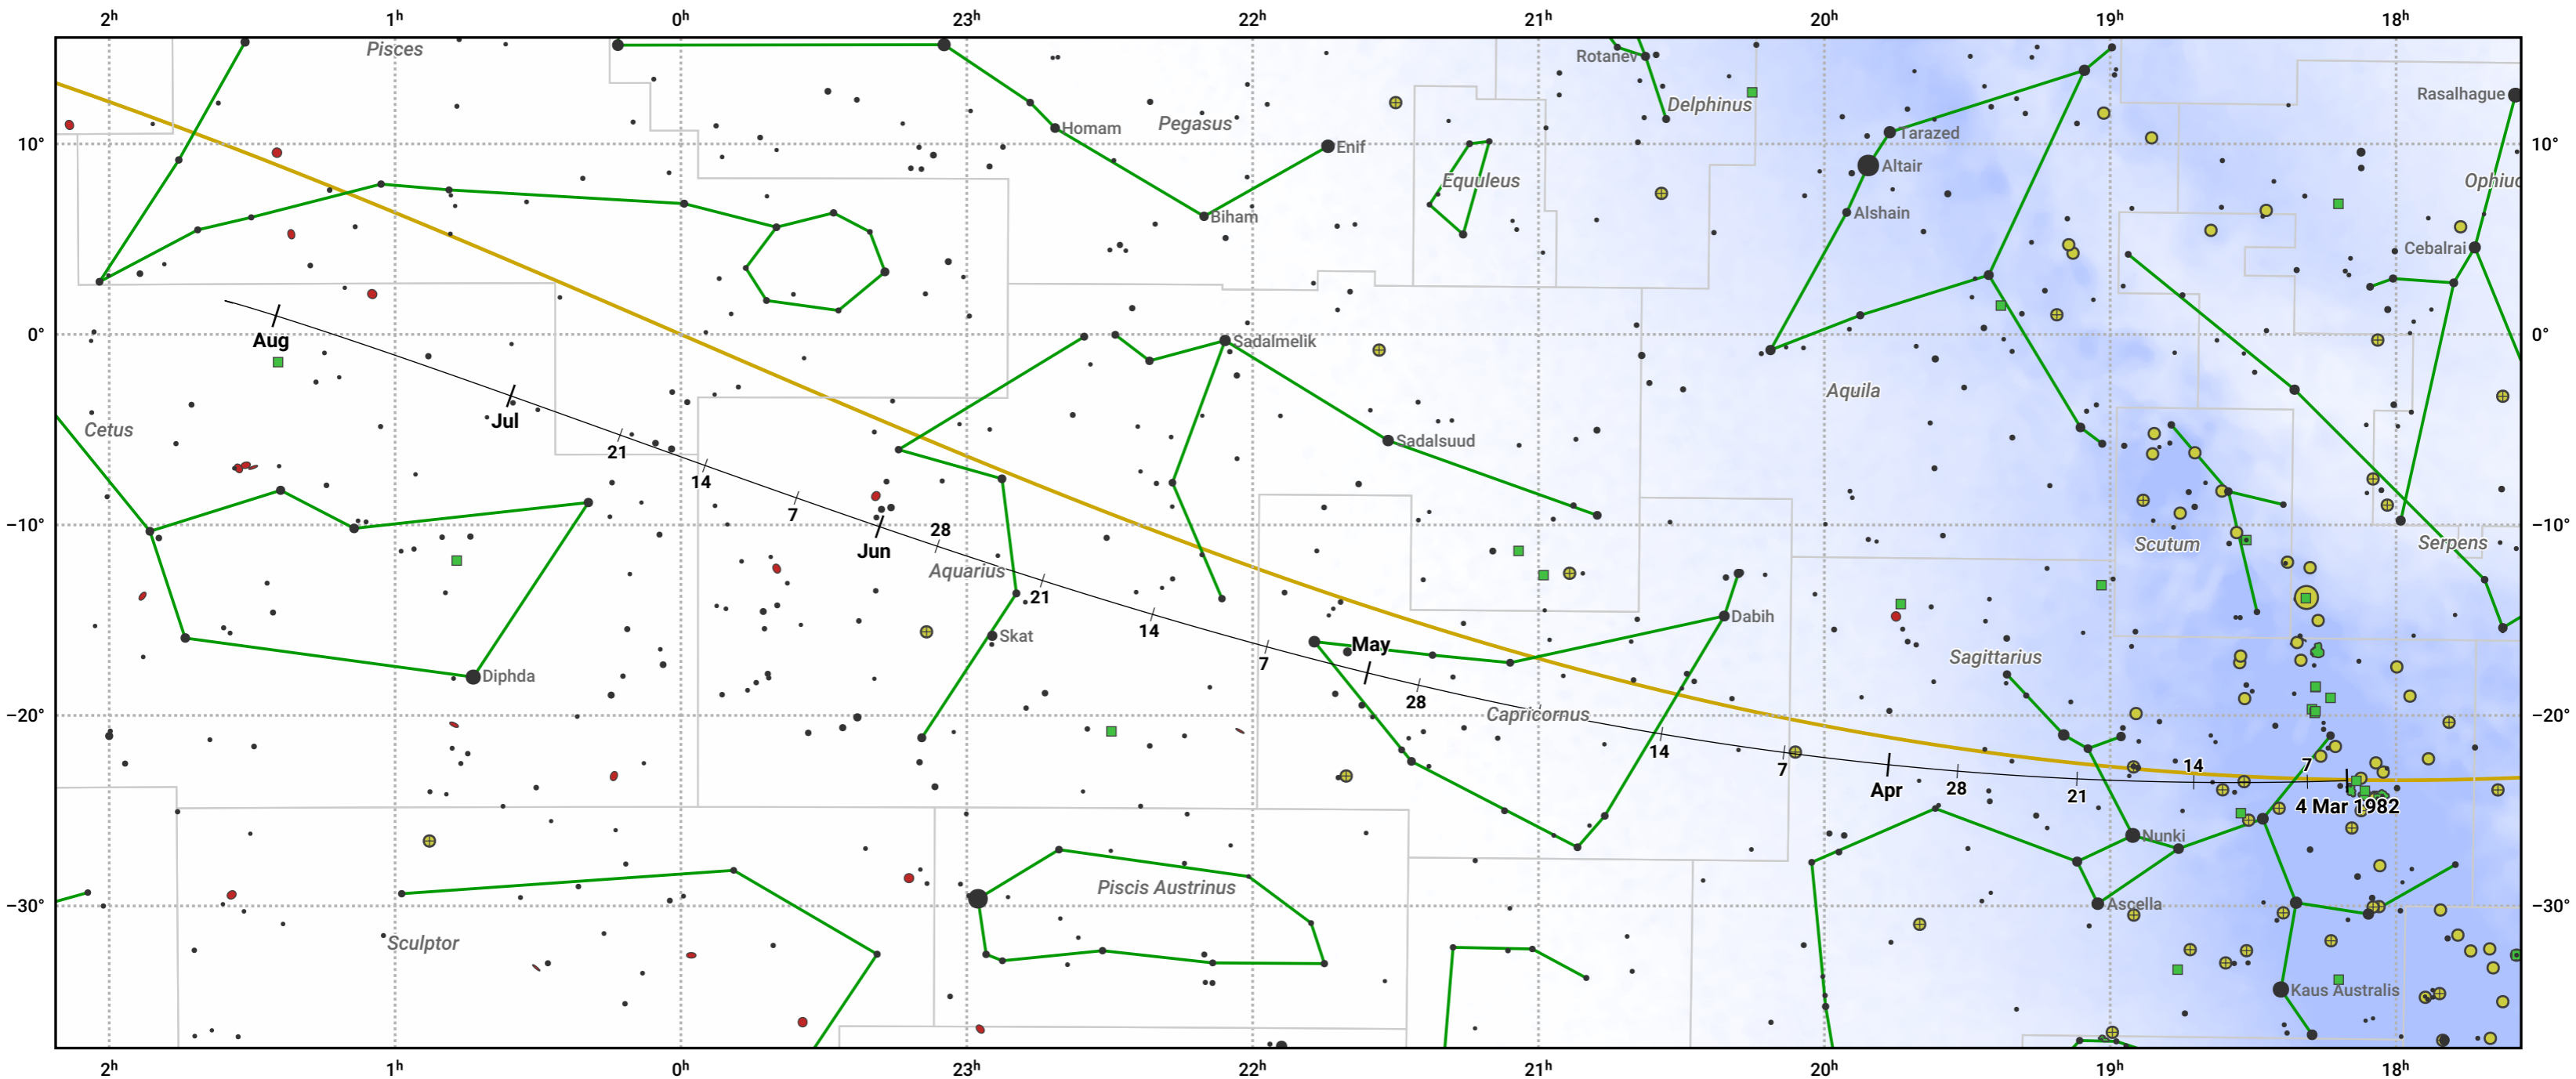 2ʰ 1ʰ 0ʰ 23ʰ 22ʰ 21ʰ 20ʰ 19ʰ 18ʰ
Pisces
Rotanev
Rasalhague
Delphinus
Pegasus
Homam
Tarazed
10° 10°
Enif
Altair
Equuleus
Ophiuc
Alshain
Biham
Cebalrai
0° 0°
Aug
Sadalmelik
Aquila
Jul
Cetus
Sadalsuud
21
14
7
−10° −10°
28
Jun
Scutum
Serpens
Aquarius
21
Dabih
14
Skat
May
7
Sagittarius
Diphda
28
Capricornus
−20° −20°
14
7
14
7
Apr
28
21
4 Mar 1982
Nunki
Piscis Austrinus
−30° −30°
Ascella
Sculptor
Kaus Australis
2ʰ 1ʰ 0ʰ 23ʰ 22ʰ 21ʰ 20ʰ 19ʰ 18ʰ